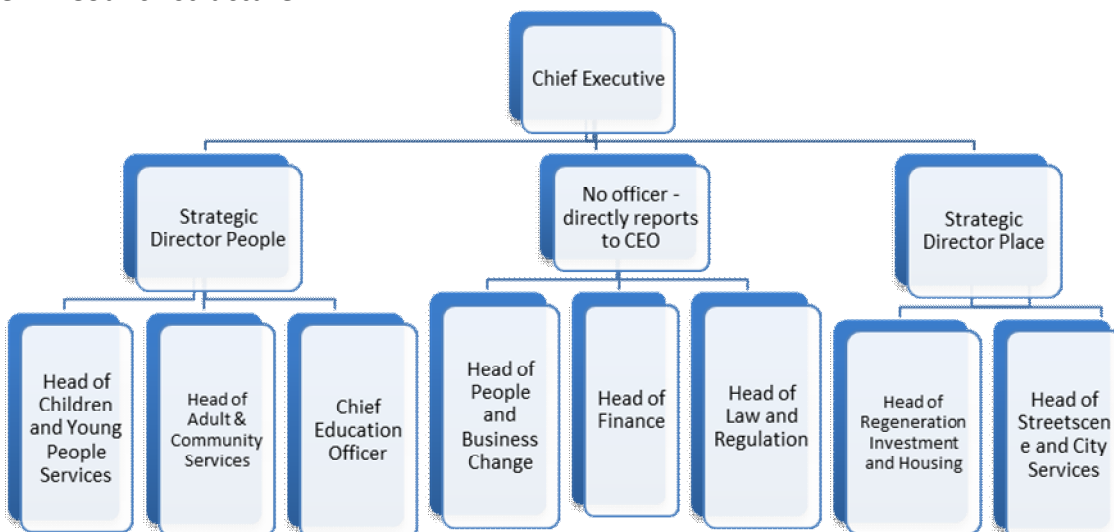 Chief Executive
Strategic
Director People
No officer -
directly reports
to CEO
Strategic
Director Place
Head of
Children
and Young
People
Services
Head of
Adult &
Community
Services
Chief
Education
Officer
Head of
People
and
Business
Change
Head of
Finance
Head of
Law and
Regulation
Head of
Regeneration
Investment
and Housing
Head of
Streetscen
e and City
Services